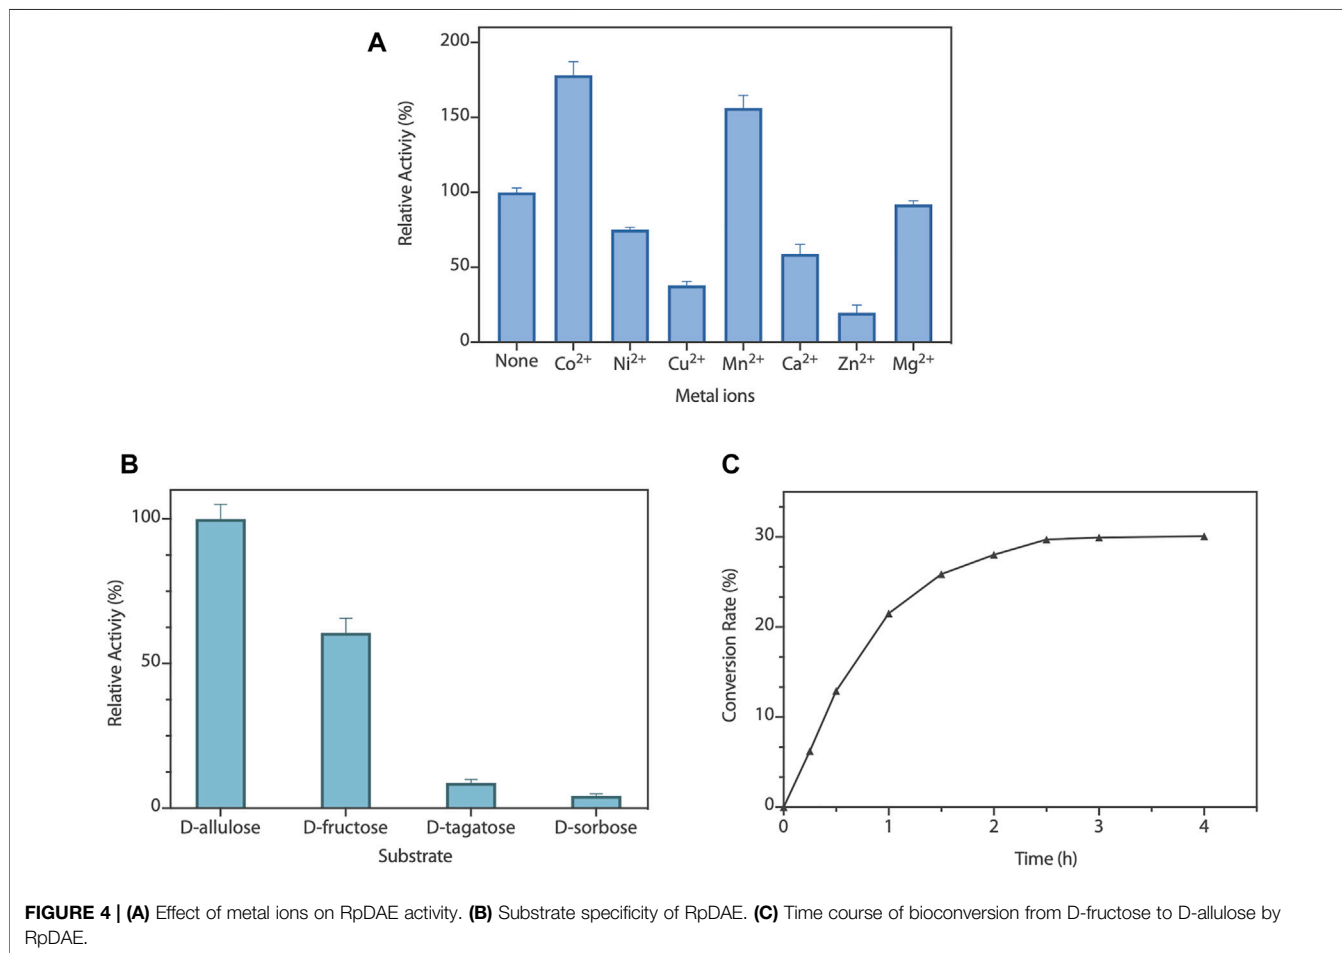 A
200
150
100
50
0
Relative Activiy (%)
None Co2+ Ni2+ Cu2+ Mn2+ Ca2+ Zn2+ Mg2+
Metal ions
B
100
50
0
Relative Activiy (%)
D-allulose D-fructose D-tagatose D-sorbose
Substrate
C
30
20
10
0
Conversion Rate (%)
0 1 2 3 4
Time (h)
FIGURE 4 | (A) Effect of metal ions on RpDAE activity. (B) Substrate specificity of RpDAE. (C) Time course of bioconversion from D-fructose to D-allulose by
RpDAE.